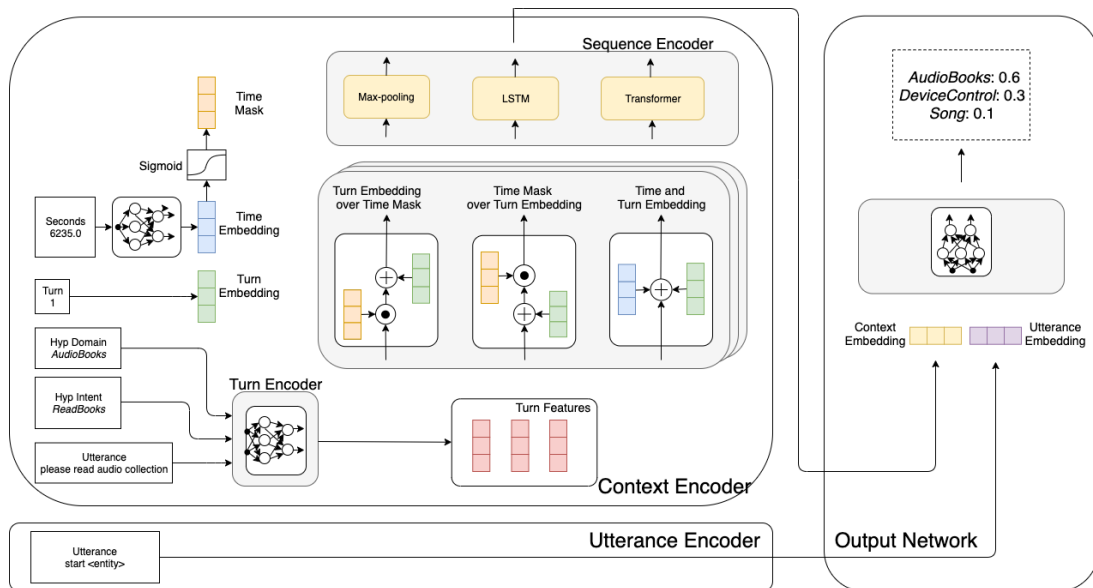 Sequence Encoder
Max-pooling
LSTM
Transformer
Time
Mask
Sigmoid
Seconds
6235.0
Time
Embedding
Turn
1
Turn
Embedding
Turn Embedding
over Time Mask
Time Mask
over Turn Embedding
Time and
Turn Embedding
Hyp Domain
AudioBooks
Hyp Intent
ReadBooks
Utterance
please read audio collection
Turn Encoder
Turn Features
Context Encoder
Utterance
start <entity>
Utterance Encoder
AudioBooks: 0.6
DeviceControl: 0.3
Song: 0.1
Context
Embedding
Utterance
Embedding
Output Network